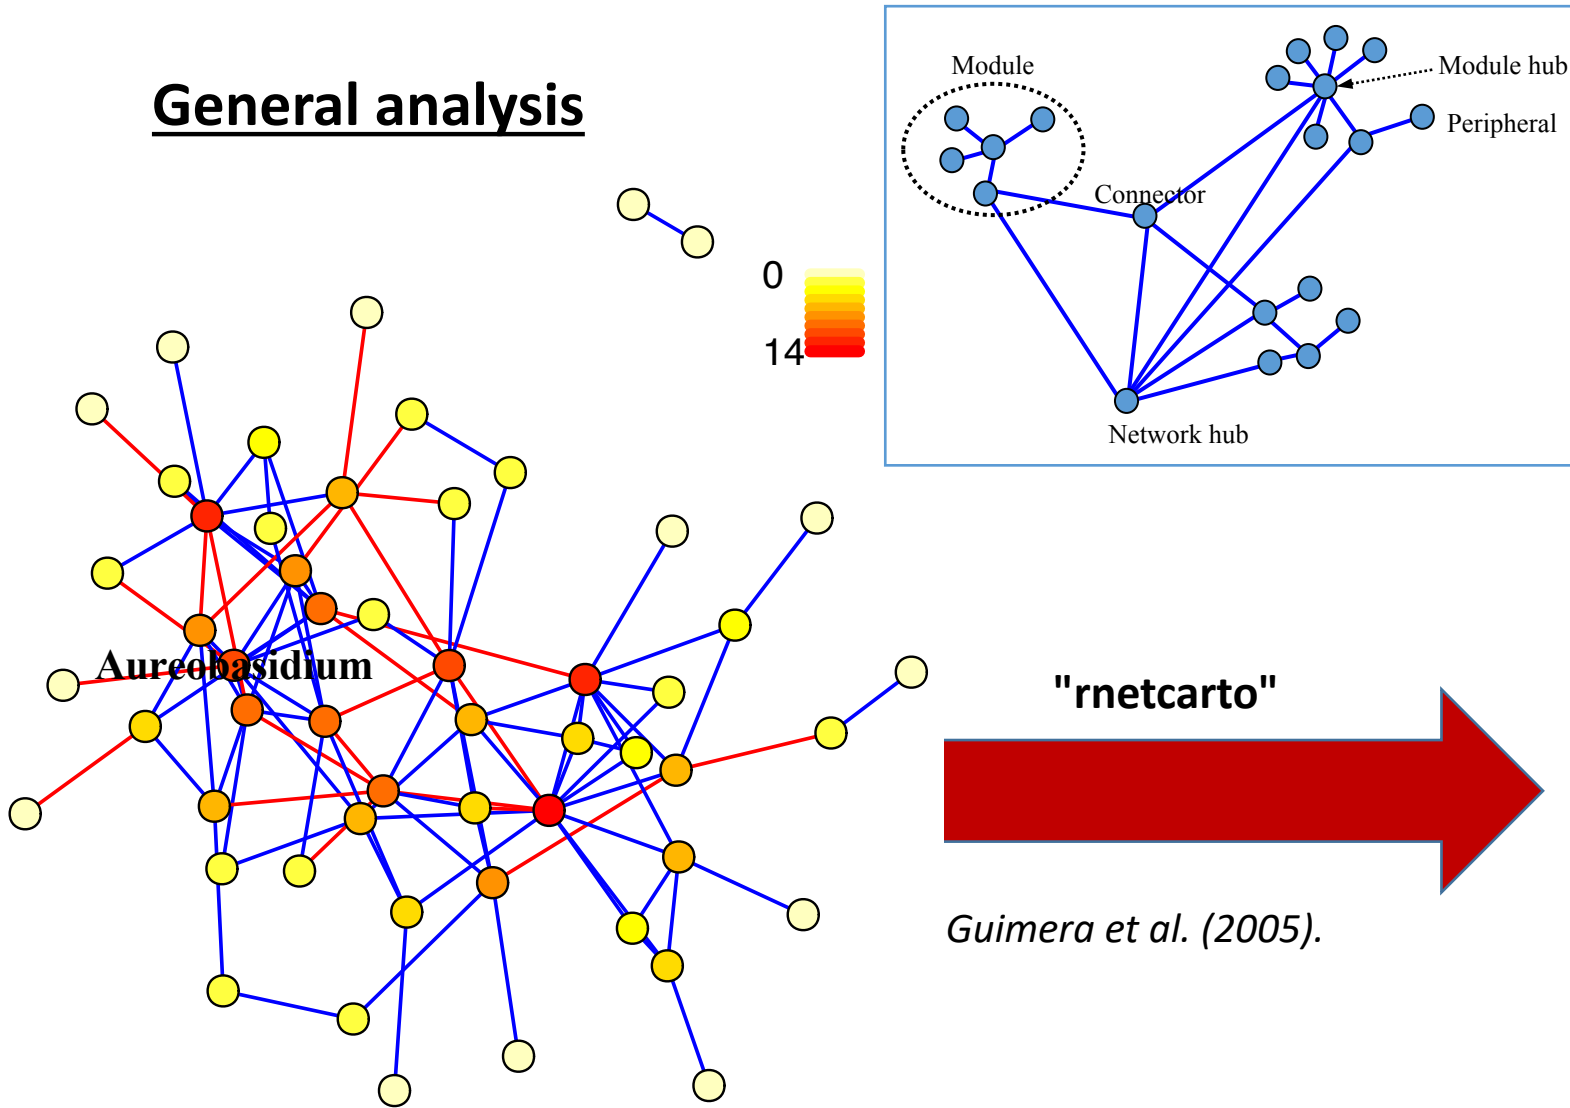 General analysis
Module
Module hub
Peripheral
Connector
Network hub
0
14
Aureobasidium
"rnetcarto"
Guimera et al. (2005).